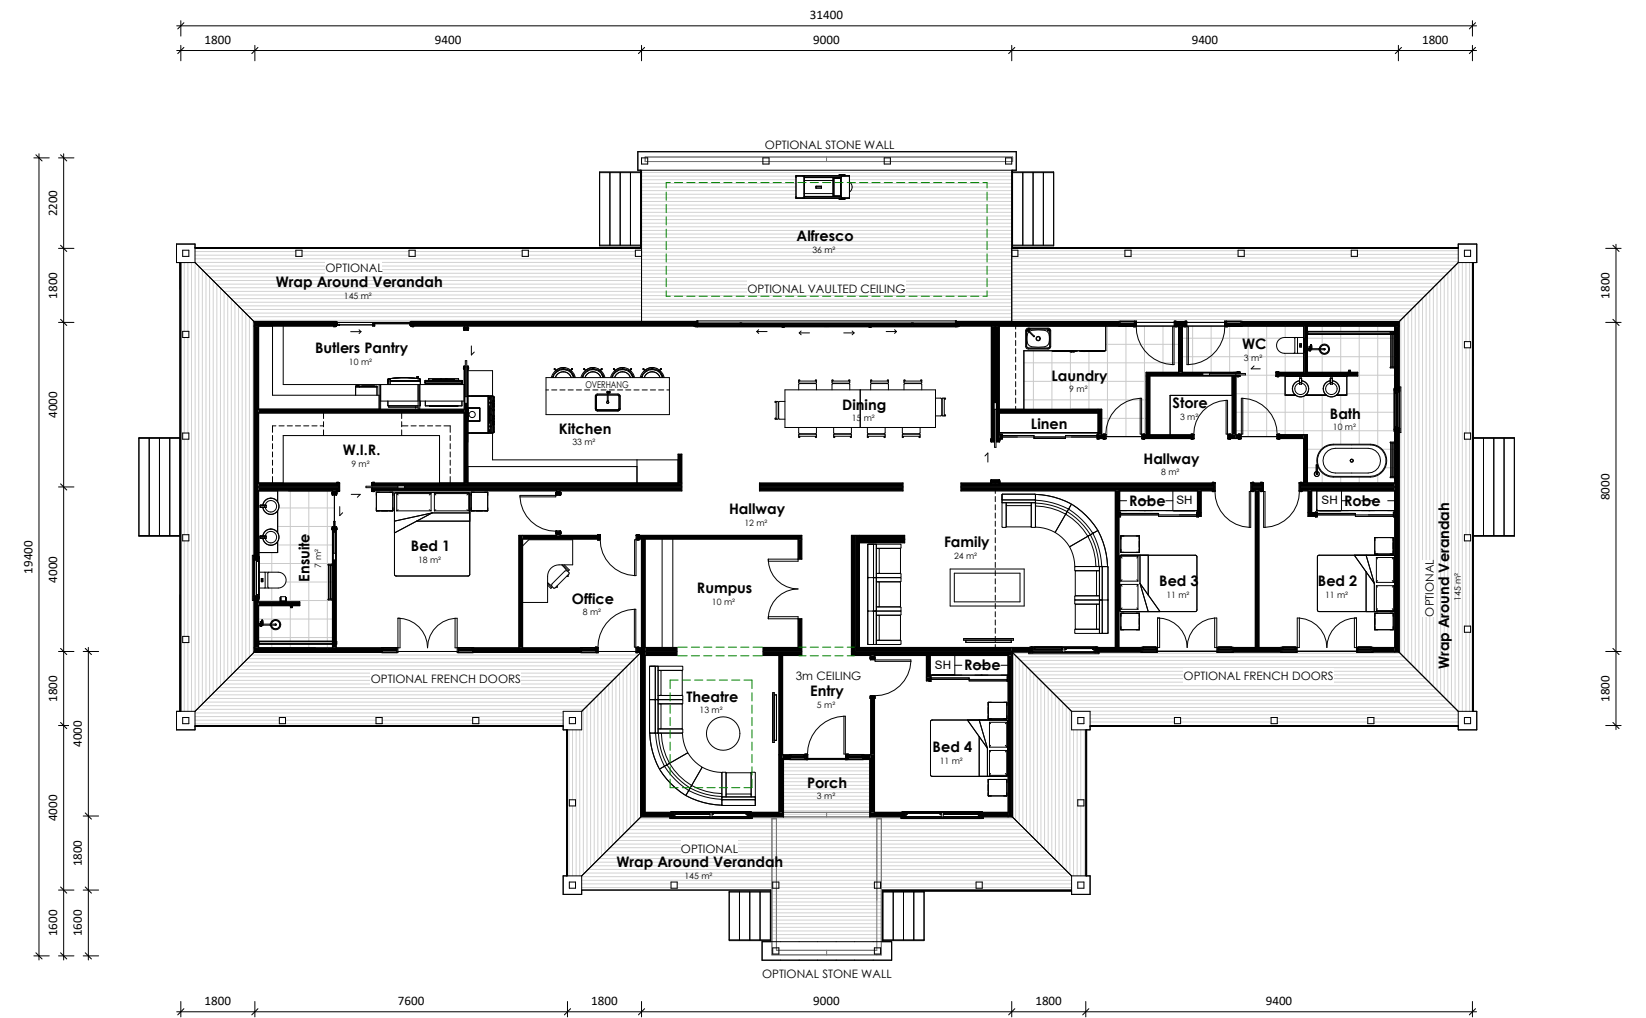 31400
1800 9400 9000 9400 1800
OPTIONAL STONE WALL
Alfresco
36 m²
OPTIONAL VAULTED CEILING
OPTIONAL
Wrap Around Verandah
145 m²
Butlers Pantry
10 m²
OVERHANG
Kitchen
33 m²
Dining
15 m²
Laundry
9 m²
WC
3 m²
Store
3 m²
Bath
10 m²
Linen
W.I.R.
9 m²
Hallway
8 m²
Hallway
12 m²
Ensuite
7 m²
Bed 1
18 m²
Office
8 m²
Rumpus
10 m²
Family
24 m²
Robe SH
Bed 3
11 m²
SH Robe
Bed 2
11 m²
OPTIONAL
Wrap Around Verandah
145 m²
OPTIONAL FRENCH DOORS
Theatre
13 m²
3m CEILING
Entry
5 m²
SH Robe
Bed 4
11 m²
OPTIONAL FRENCH DOORS
Porch
3 m²
OPTIONAL
Wrap Around Verandah
145 m²
OPTIONAL STONE WALL
19400
2200
1800
4000
4000
1800
4000
1600
4000
1800
1600
1800
8000
1800
1800 7600 1800 9000 1800 9400